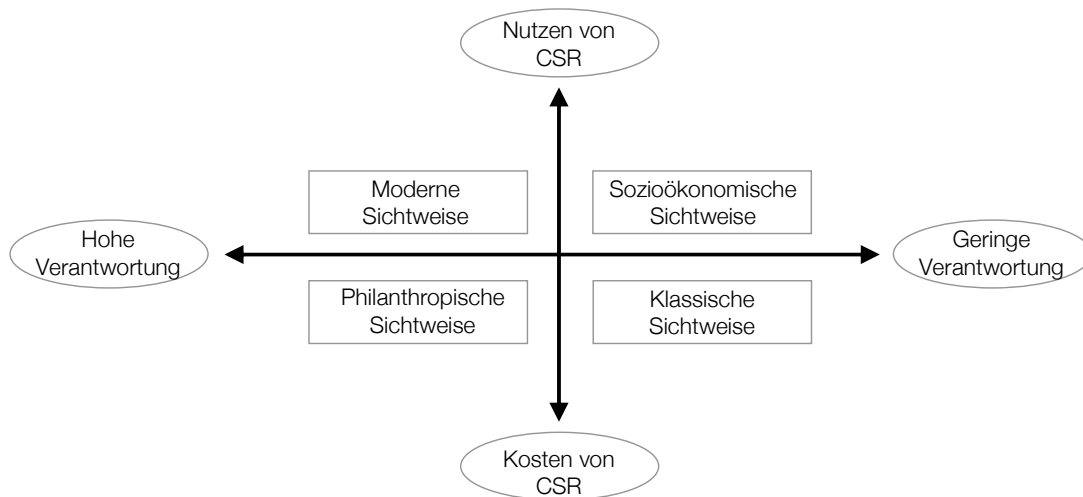 Nutzen von
CSR
Moderne
Sichtweise
Sozioökonomische
Sichtweise
Hohe
Verantwortung
Geringe
Verantwortung
Philanthropische
Sichtweise
Klassische
Sichtweise
Kosten von
CSR